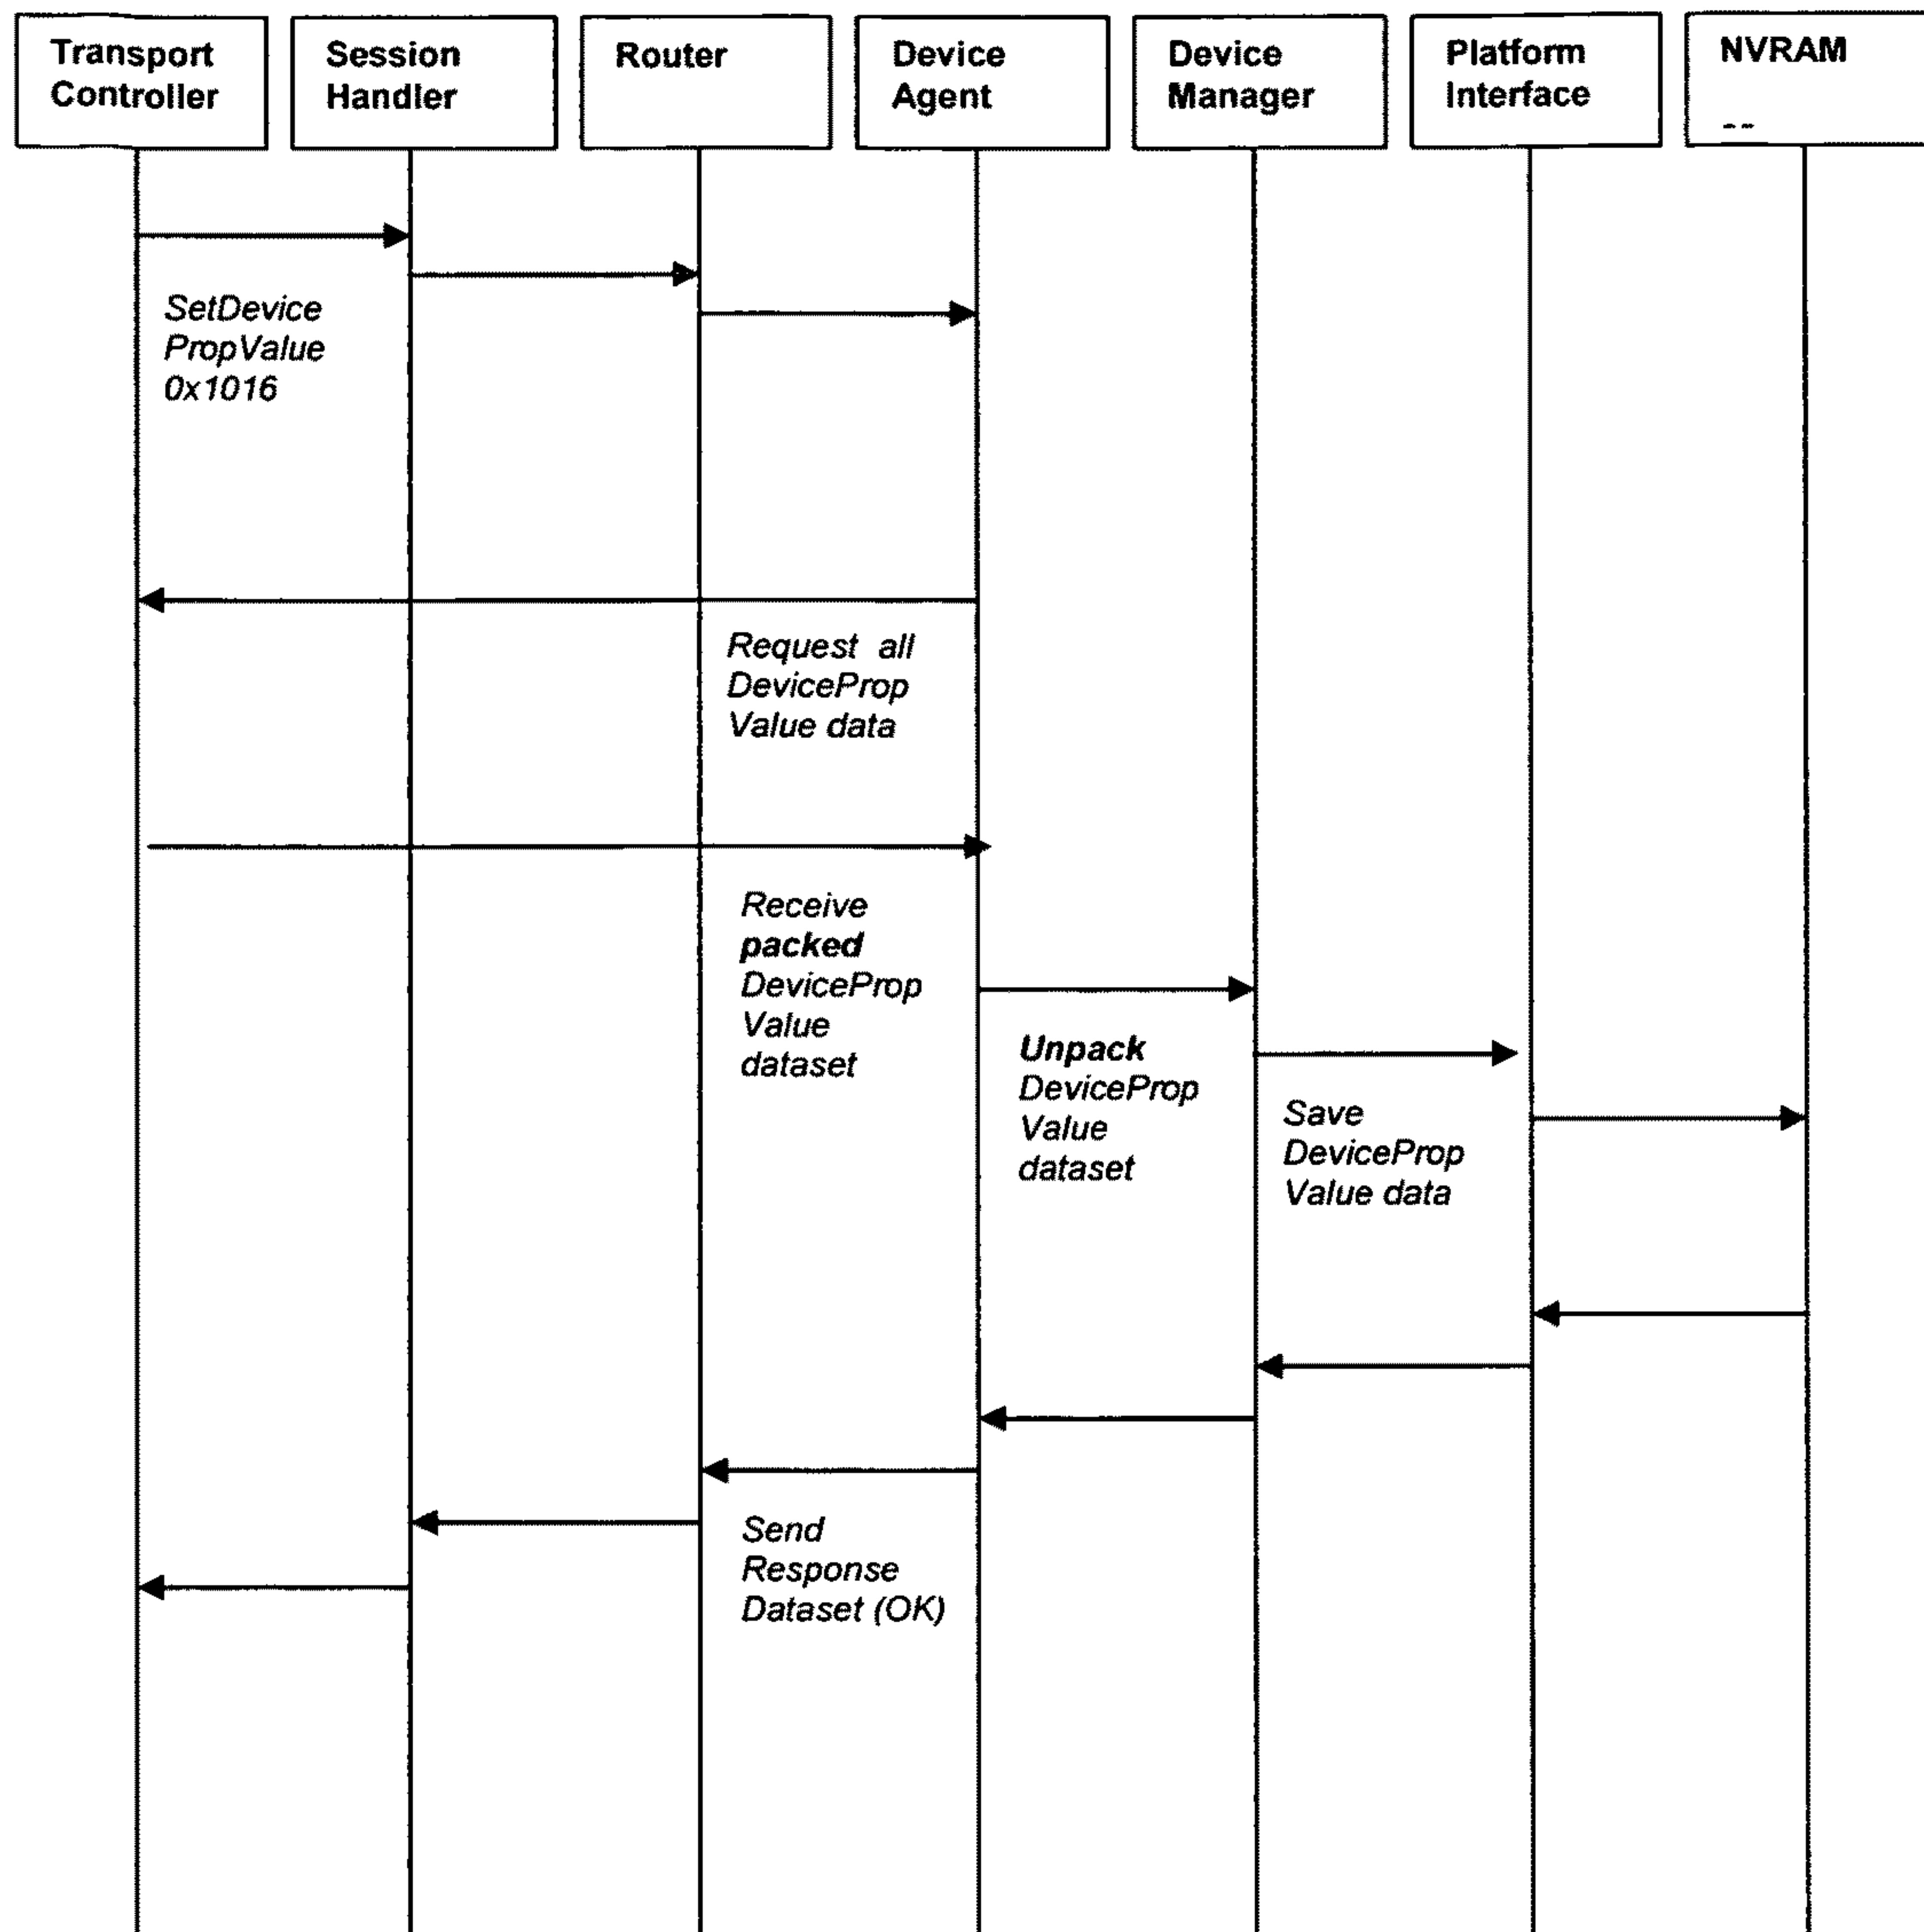 Transport
Controller
Session
Handler
Router
Device
Agent
Device
Manager
Platform
Interface
NVRAM
--
SetDevice
PropValue
0x1016
Request all
DeviceProp
Value data
Receive
packed
DeviceProp
Value
dataset
Unpack
DeviceProp
Value
dataset
Save
DeviceProp
Value data
Send
Response
Dataset (OK)